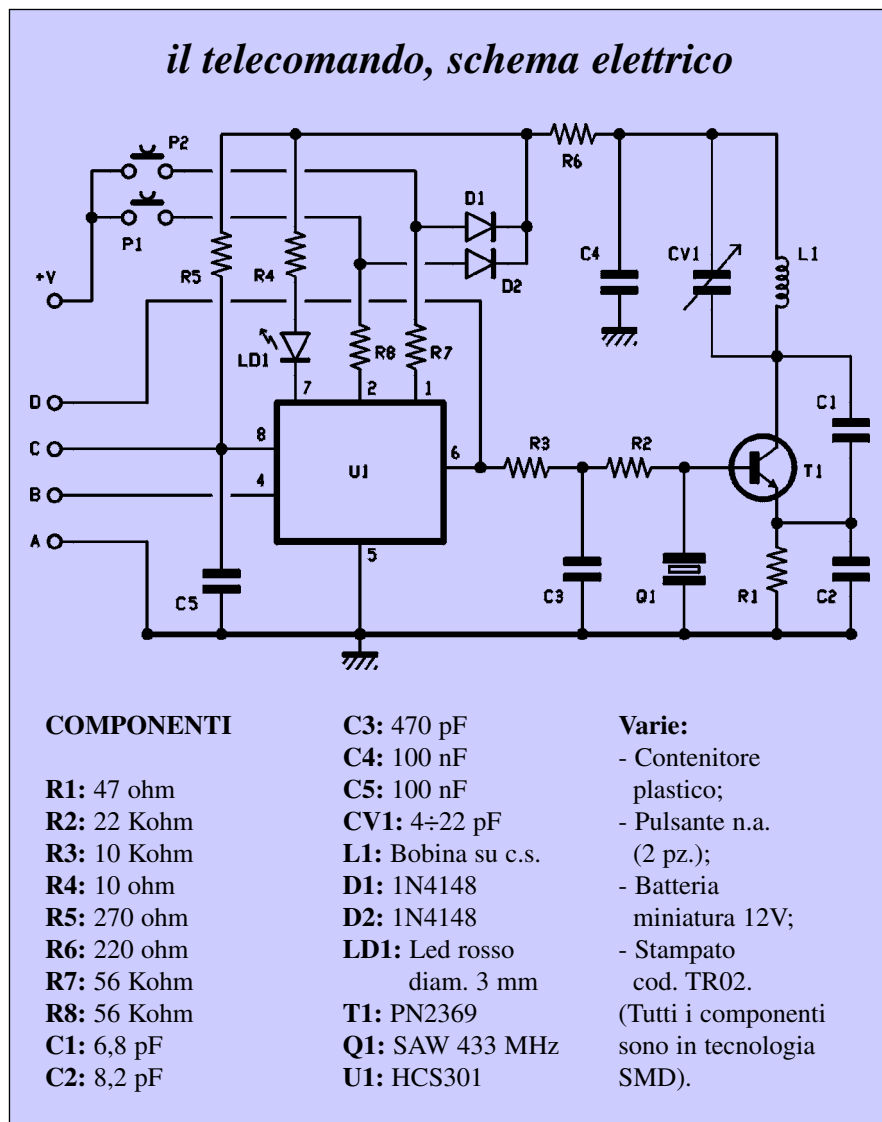 il telecomando, schema elettrico
P2
P1
+V
R5
R4
LD1
R8
R7
D1
D2
R6
C4
CV1
L1
D
C
B
A
7
2
1
8
4
6
5
U1
R3
R2
T1
C1
C5
C3
Q1
R1
C2
COMPONENTI
R1: 47 ohm
R2: 22 Kohm
R3: 10 Kohm
R4: 10 ohm
R5: 270 ohm
R6: 220 ohm
R7: 56 Kohm
R8: 56 Kohm
C1: 6,8 pF
C2: 8,2 pF
C3: 470 pF
C4: 100 nF
C5: 100 nF
CV1: 4÷22 pF
L1: Bobina su c.s.
D1: 1N4148
D2: 1N4148
LD1: Led rosso
diam. 3 mm
T1: PN2369
Q1: SAW 433 MHz
U1: HCS301
Varie:
- Contenitore
plastico;
- Pulsante n.a.
(2 pz.);
- Batteria
miniatura 12V;
- Stampato
cod. TR02.
(Tutti i componenti
sono in tecnologia
SMD).